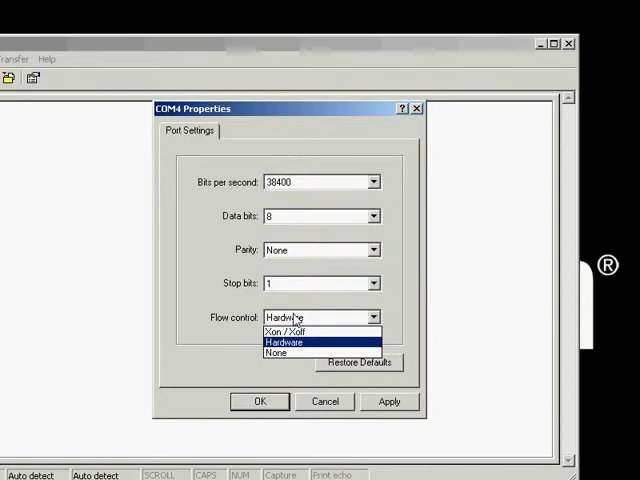 Transfer Help
COM4 Properties
Port Settings
Bits per second: 38400
Data bits: 8
Parity: None
Stop bits: 1
Flow control: Hardware
Xon / Xoff
Hardware
None
Restore Defaults
OK Cancel Apply
Auto detect Auto detect SCROLL CAPS NUM Capture Print echo
®